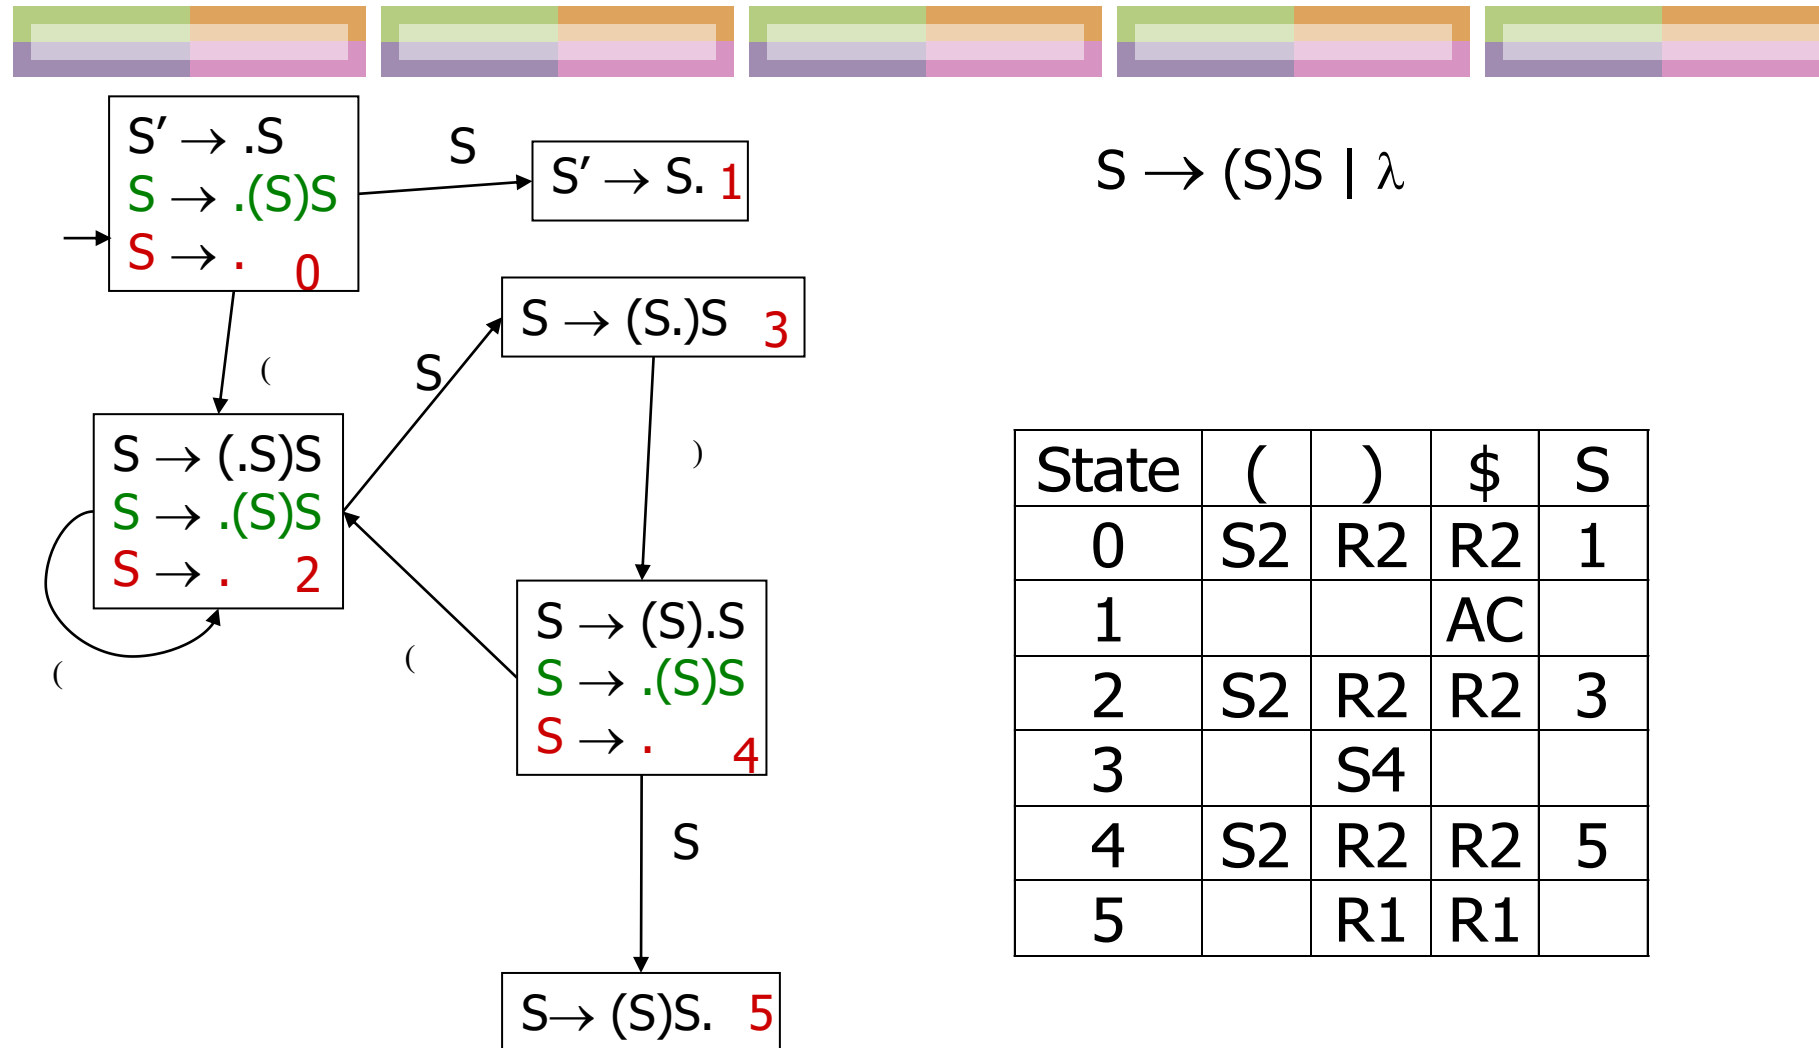 S′ → .S
S → .(S)S
S → . 0
S
S′ → S. 1
S → (S)S | λ
(
S → (S.)S 3
S
)
S → (.S)S
S → .(S)S
S → . 2
(
(
S → (S).S
S → .(S)S
S → . 4
S
S→ (S)S. 5
State ( ) $ S
0 S2 R2 R2 1
1 AC
2 S2 R2 R2 3
3 S4
4 S2 R2 R2 5
5 R1 R1